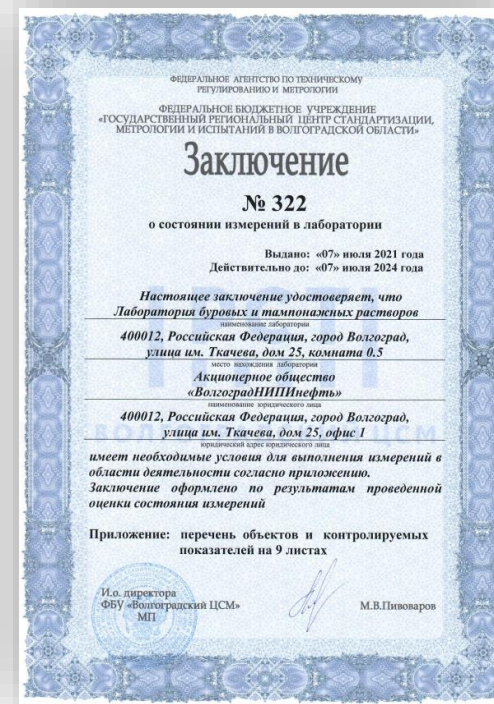 ФЕДЕРАЛЬНОЕ АГЕНТСТВО ПО ТЕХНИЧЕСКОМУ
РЕГУЛИРОВАНИЮ И МЕТРОЛОГИИ
ФЕДЕРАЛЬНОЕ БЮДЖЕТНОЕ УЧРЕЖДЕНИЕ
«ГОСУДАРСТВЕННЫЙ РЕГИОНАЛЬНЫЙ ЦЕНТР СТАНДАРТИЗАЦИИ,
МЕТРОЛОГИИ И ИСПЫТАНИЙ В ВОЛГОГРАДСКОЙ ОБЛАСТИ»
Заключение
№ 322
о состоянии измерений в лаборатории
Выдано: «07» июля 2021 года
Действительно до: «07» июля 2024 года
Настоящее заключение удостоверяет, что
Лаборатория буровых и тампонажных растворов
наименование лаборатории
400012, Российская Федерация, город Волгоград,
улица им. Ткачева, дом 25, комната 0.5
место нахождения лаборатории
Акционерное общество
«ВолгоградНИПИнефть»
наименование юридического лица
400012, Российская Федерация, город Волгоград,
улица им. Ткачева, дом 25, офис 1
юридический адрес юридического лица
имеет необходимые условия для выполнения измерений в
области деятельности согласно приложению.
Заключение оформлено по результатам проведенной
оценки состояния измерений
Приложение: перечень объектов и контролируемых
показателей на 9 листах
И.о. директора
ФБУ «Волгоградский ЦСМ»
МП
М.В.Пивоваров